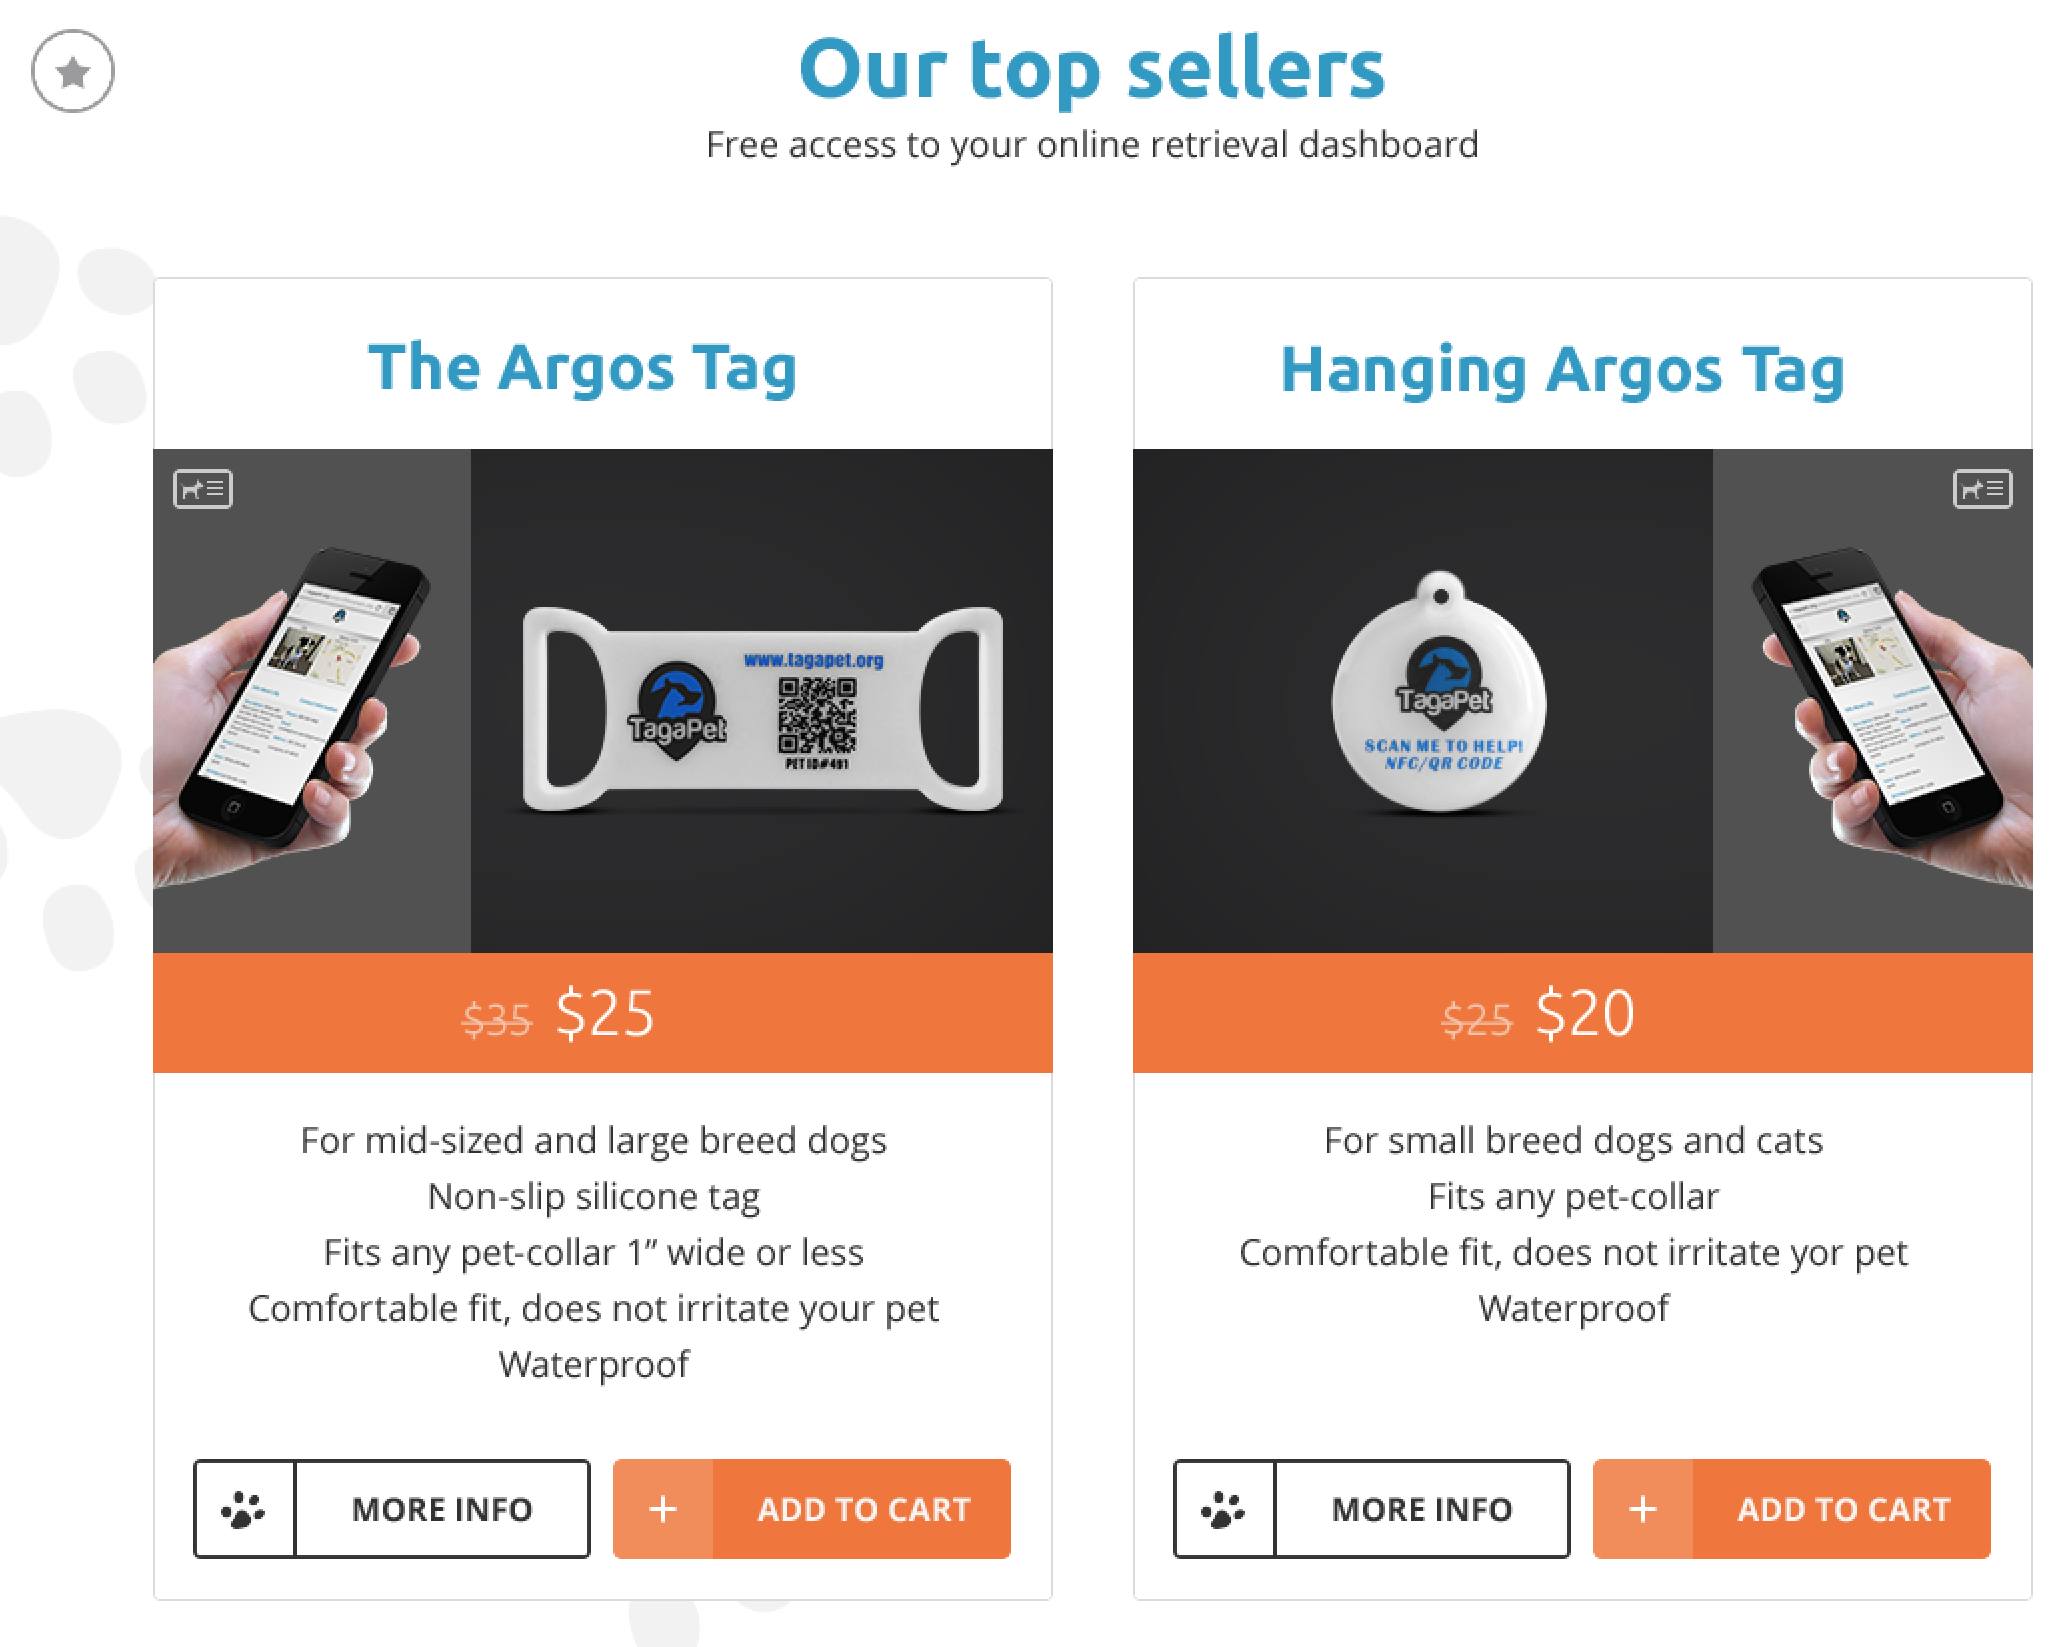 Our top sellers
Free access to your online retrieval dashboard
The Argos Tag
www.tagapet.org
TagaPet
PET ID#491
$35 $25
For mid-sized and large breed dogs
Non-slip silicone tag
Fits any pet-collar 1” wide or less
Comfortable fit, does not irritate your pet
Waterproof
MORE INFO
+ ADD TO CART
Hanging Argos Tag
TagaPet
SCAN ME TO HELP!
NFC/QR CODE
$25 $20
For small breed dogs and cats
Fits any pet-collar
Comfortable fit, does not irritate yor pet
Waterproof
MORE INFO
+ ADD TO CART